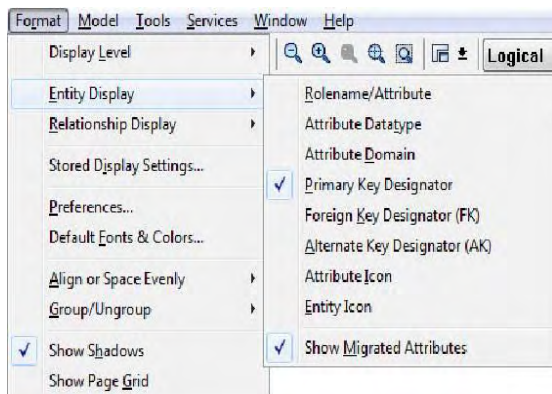 Format Model Tools Services Window Help
Display Level
Logical
Entity Display
Relationship Display
Stored Display Settings...
Preferences...
Default Fonts & Colors...
Align or Space Evenly
Group/Ungroup
Show Shadows
Show Page Grid
Rolename/Attribute
Attribute Datatype
Attribute Domain
Primary Key Designator
Foreign Key Designator (FK)
Alternate Key Designator (AK)
Attribute Icon
Entity Icon
Show Migrated Attributes